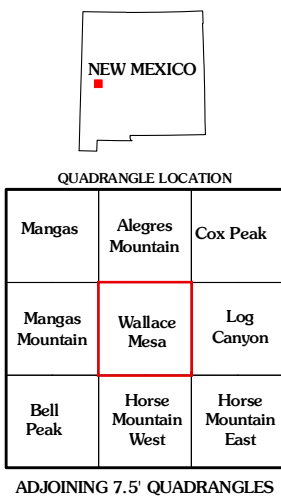 NEW MEXICO
QUADRANGLE LOCATION
Mangas
Alegres
Mountain
Cox Peak
Mangas
Mountain
Wallace
Mesa
Log
Canyon
Bell
Peak
Horse
Mountain
West
Horse
Mountain
East
ADJOINING 7.5' QUADRANGLES